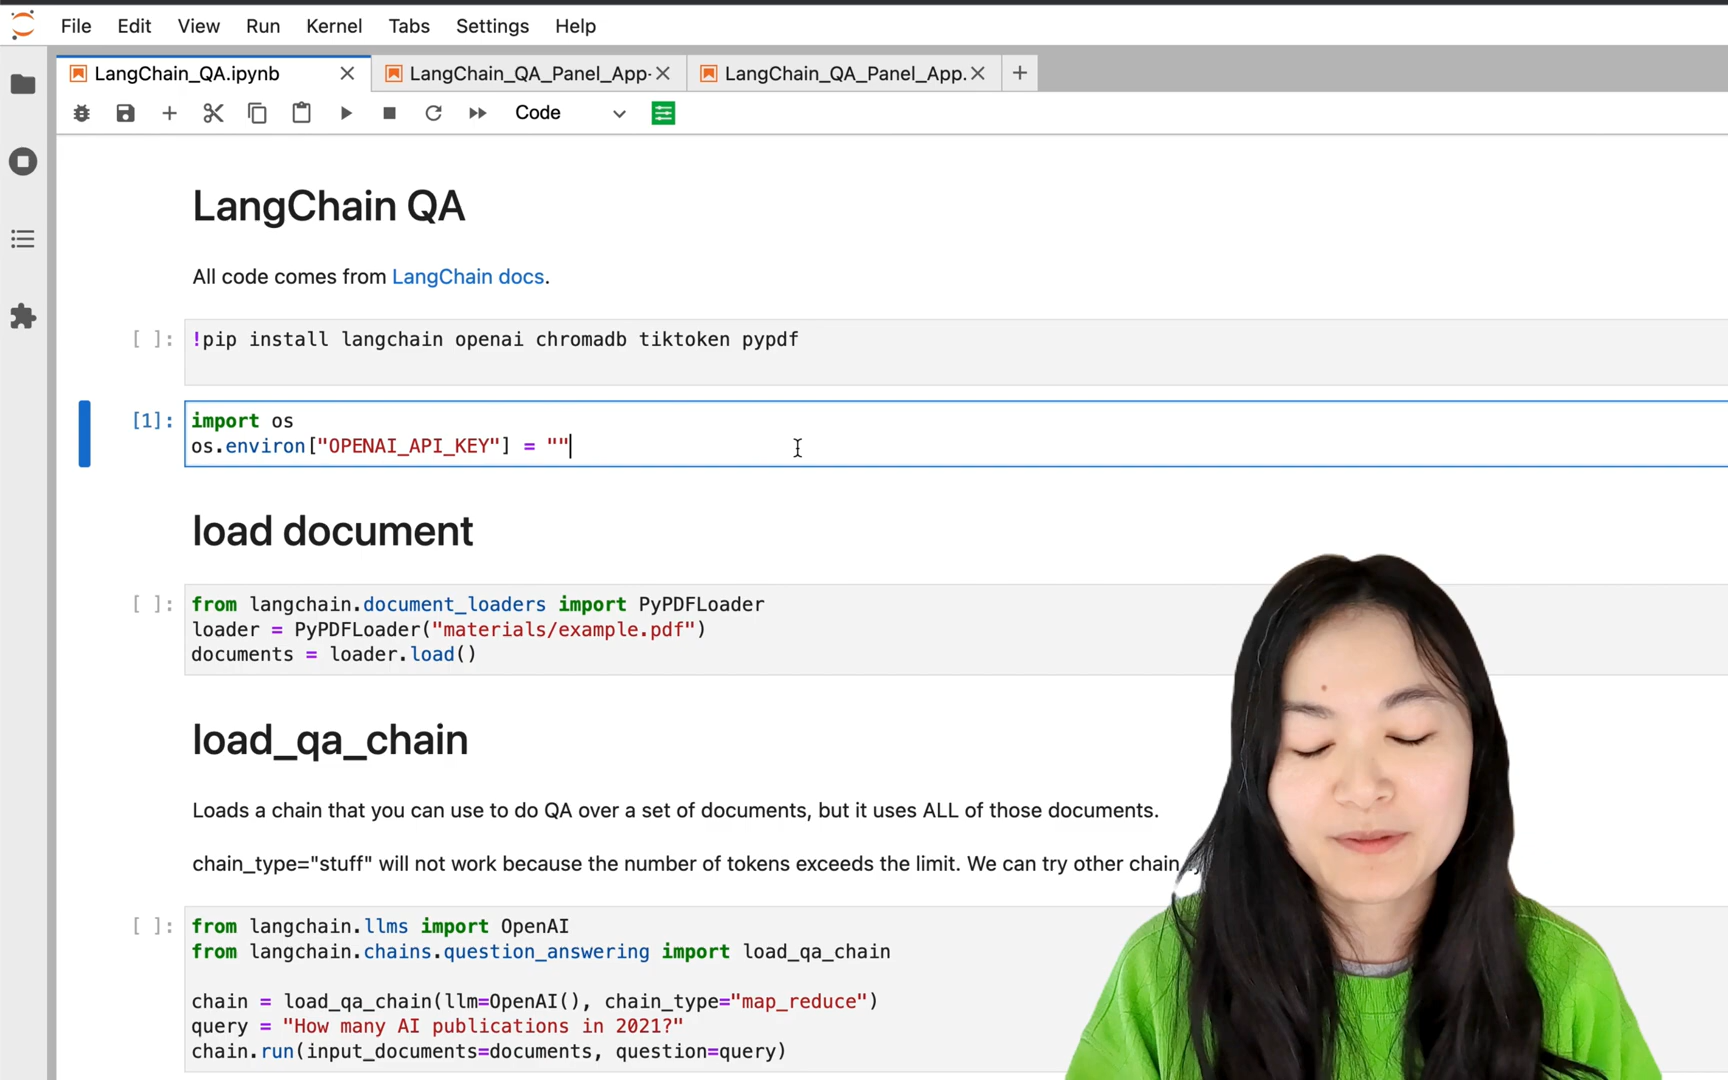 File Edit View Run Kernel Tabs Settings Help
LangChain_QA.ipynb LangChain_QA_Panel_App- LangChain_QA_Panel_App.
Code
LangChain QA
All code comes from LangChain docs.
[ ]: !pip install langchain openai chromadb tiktoken pypdf
[1]: import os
os.environ["OPENAI_API_KEY"] = ""
load document
[ ]: from langchain.document_loaders import PyPDFLoader
loader = PyPDFLoader("materials/example.pdf")
documents = loader.load()
load_qa_chain
Loads a chain that you can use to do QA over a set of documents, but it uses ALL of those documents.
chain_type="stuff" will not work because the number of tokens exceeds the limit. We can try other chain
[ ]: from langchain.llms import OpenAI
from langchain.chains.question_answering import load_qa_chain
chain = load_qa_chain(llm=OpenAI(), chain_type="map_reduce")
query = "How many AI publications in 2021?"
chain.run(input_documents=documents, question=query)